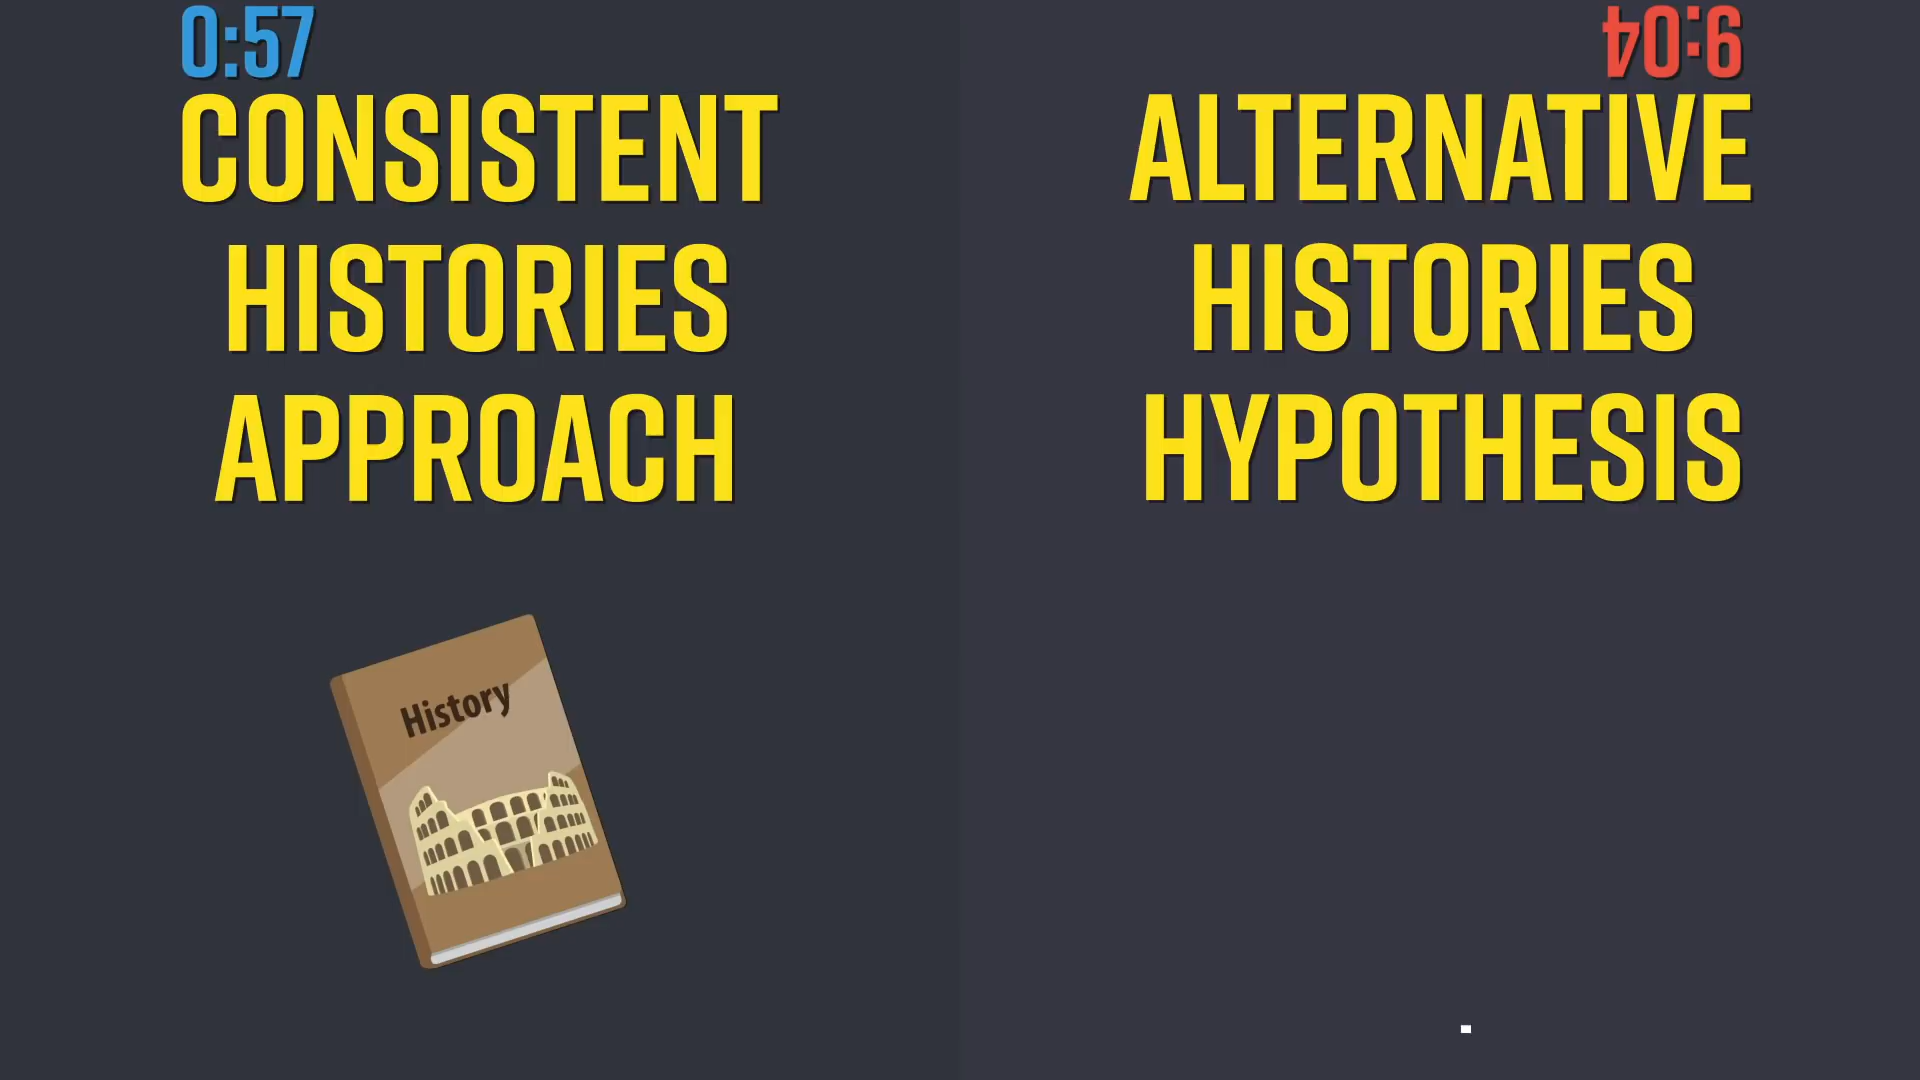 0:57
9:04
CONSISTENT
HISTORIES
APPROACH
ALTERNATIVE
HISTORIES
HYPOTHESIS
History